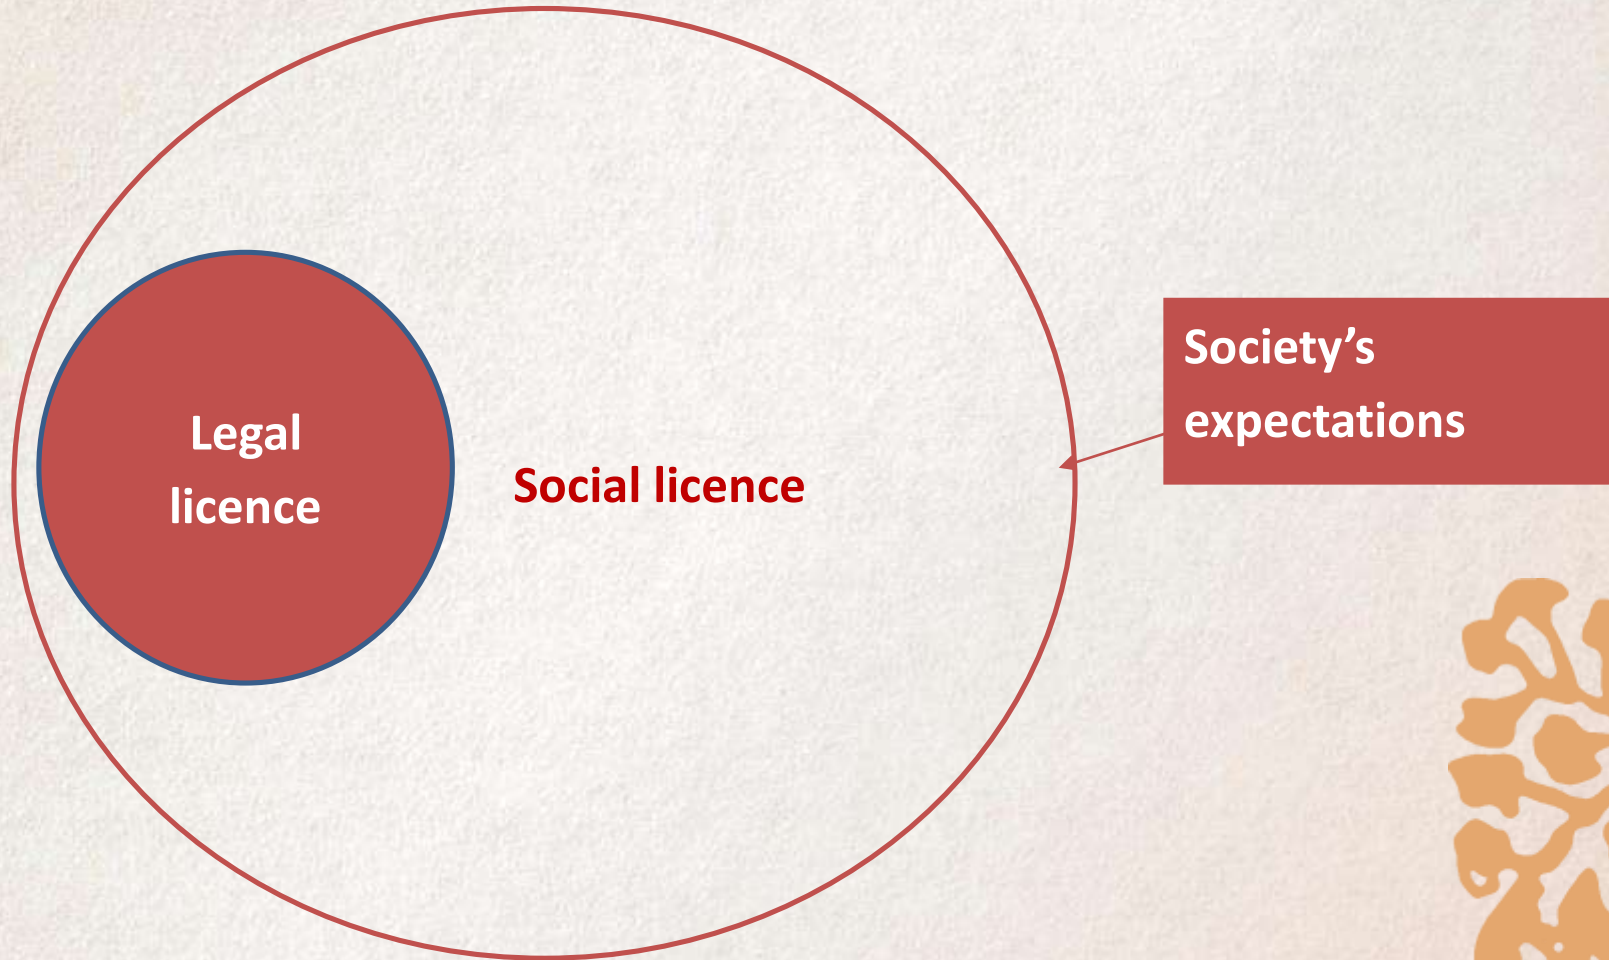 Legal
licence
Social licence
Society’s
expectations